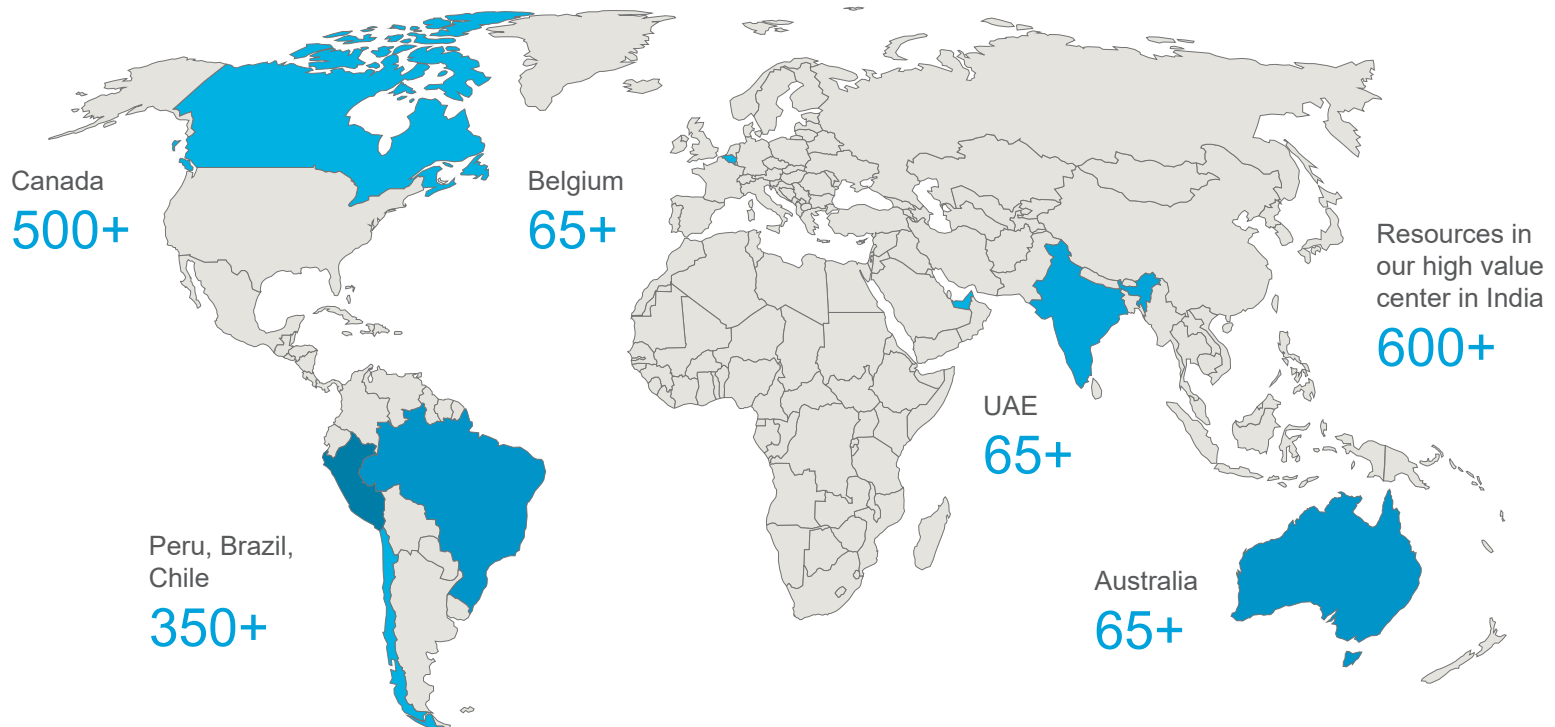 Canada
500+
Belgium
65+
Resources in
our high value
center in India
600+
UAE
65+
Peru, Brazil,
Chile
350+
Australia
65+